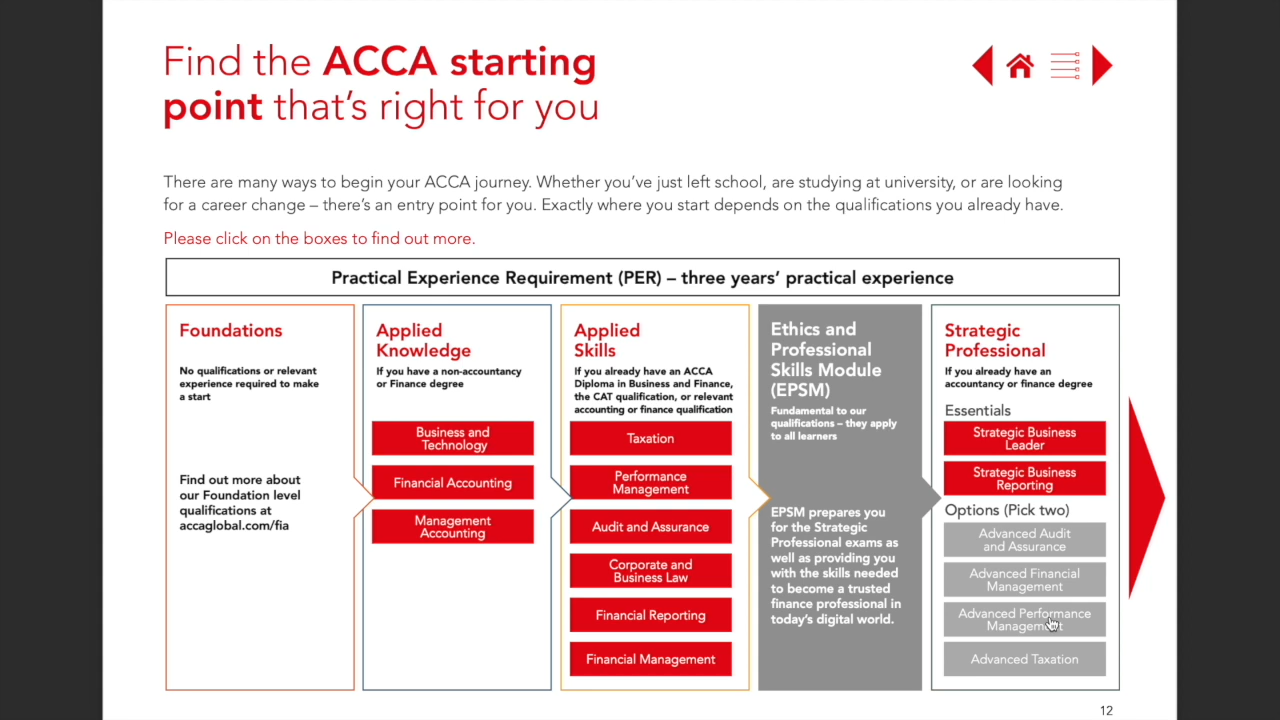 Find the ACCA starting
point that's right for you
There are many ways to begin your ACCA journey. Whether you've just left school, are studying at university, or are looking
for a career change – there's an entry point for you. Exactly where you start depends on the qualifications you already have.
Please click on the boxes to find out more.
Practical Experience Requirement (PER) – three years' practical experience
Foundations
No qualifications or relevant
experience required to make
a start
Find out more about
our Foundation level
qualifications at
accaglobal.com/fia
Applied
Knowledge
If you have a non-accountancy
or Finance degree
Business and
Technology
Financial Accounting
Management
Accounting
Applied
Skills
If you already have an ACCA
Diploma in Business and Finance,
the CAT qualification, or relevant
accounting or finance qualification
Taxation
Performance
Management
Audit and Assurance
Corporate and
Business Law
Financial Reporting
Financial Management
Ethics and
Professional
Skills Module
(EPSM)
Fundamental to our
qualifications – they apply
to all learners
EPSM prepares you
for the Strategic
Professional exams as
well as providing you
with the skills needed
to become a trusted
finance professional in
today's digital world.
Strategic
Professional
If you already have an
accountancy or finance degree
Essentials
Strategic Business
Leader
Strategic Business
Reporting
Options (Pick two)
Advanced Audit
and Assurance
Advanced Financial
Management
Advanced Performance
Management
Advanced Taxation
12